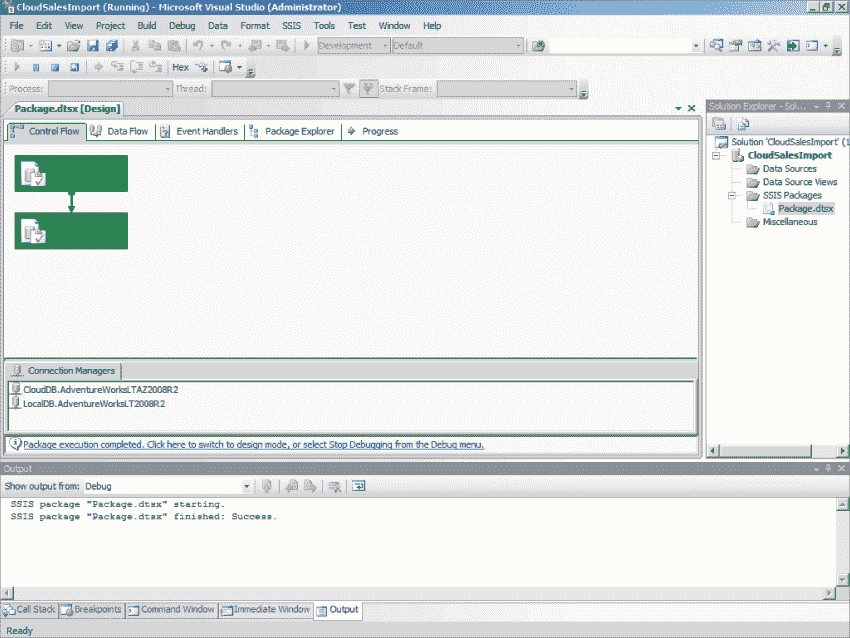 CloudSalesImport (Running) - Microsoft Visual Studio (Administrator)
File Edit View Project Build Debug Data Format SSIS Tools Test Window Help
Development Default
Hex
Process: Thread: Stack Frame:
Package.dtsx [Design]
Control Flow Data Flow Event Handlers Package Explorer Progress
Connection Managers
CloudDB.AdventureWorksLTAZ2008R2
LocalDB.AdventureWorksLT2008R2
Package execution completed. Click here to switch to design mode, or select Stop Debugging from the Debug menu.
Solution Explorer - Sol...
Solution 'CloudSalesImport' (1
CloudSalesImport
Data Sources
Data Source Views
SSIS Packages
Package.dtsx
Miscellaneous
Output
Show output from: Debug
SSIS package "Package.dtsx" starting.
SSIS package "Package.dtsx" finished: Success.
Call Stack Breakpoints Command Window Immediate Window Output
Ready